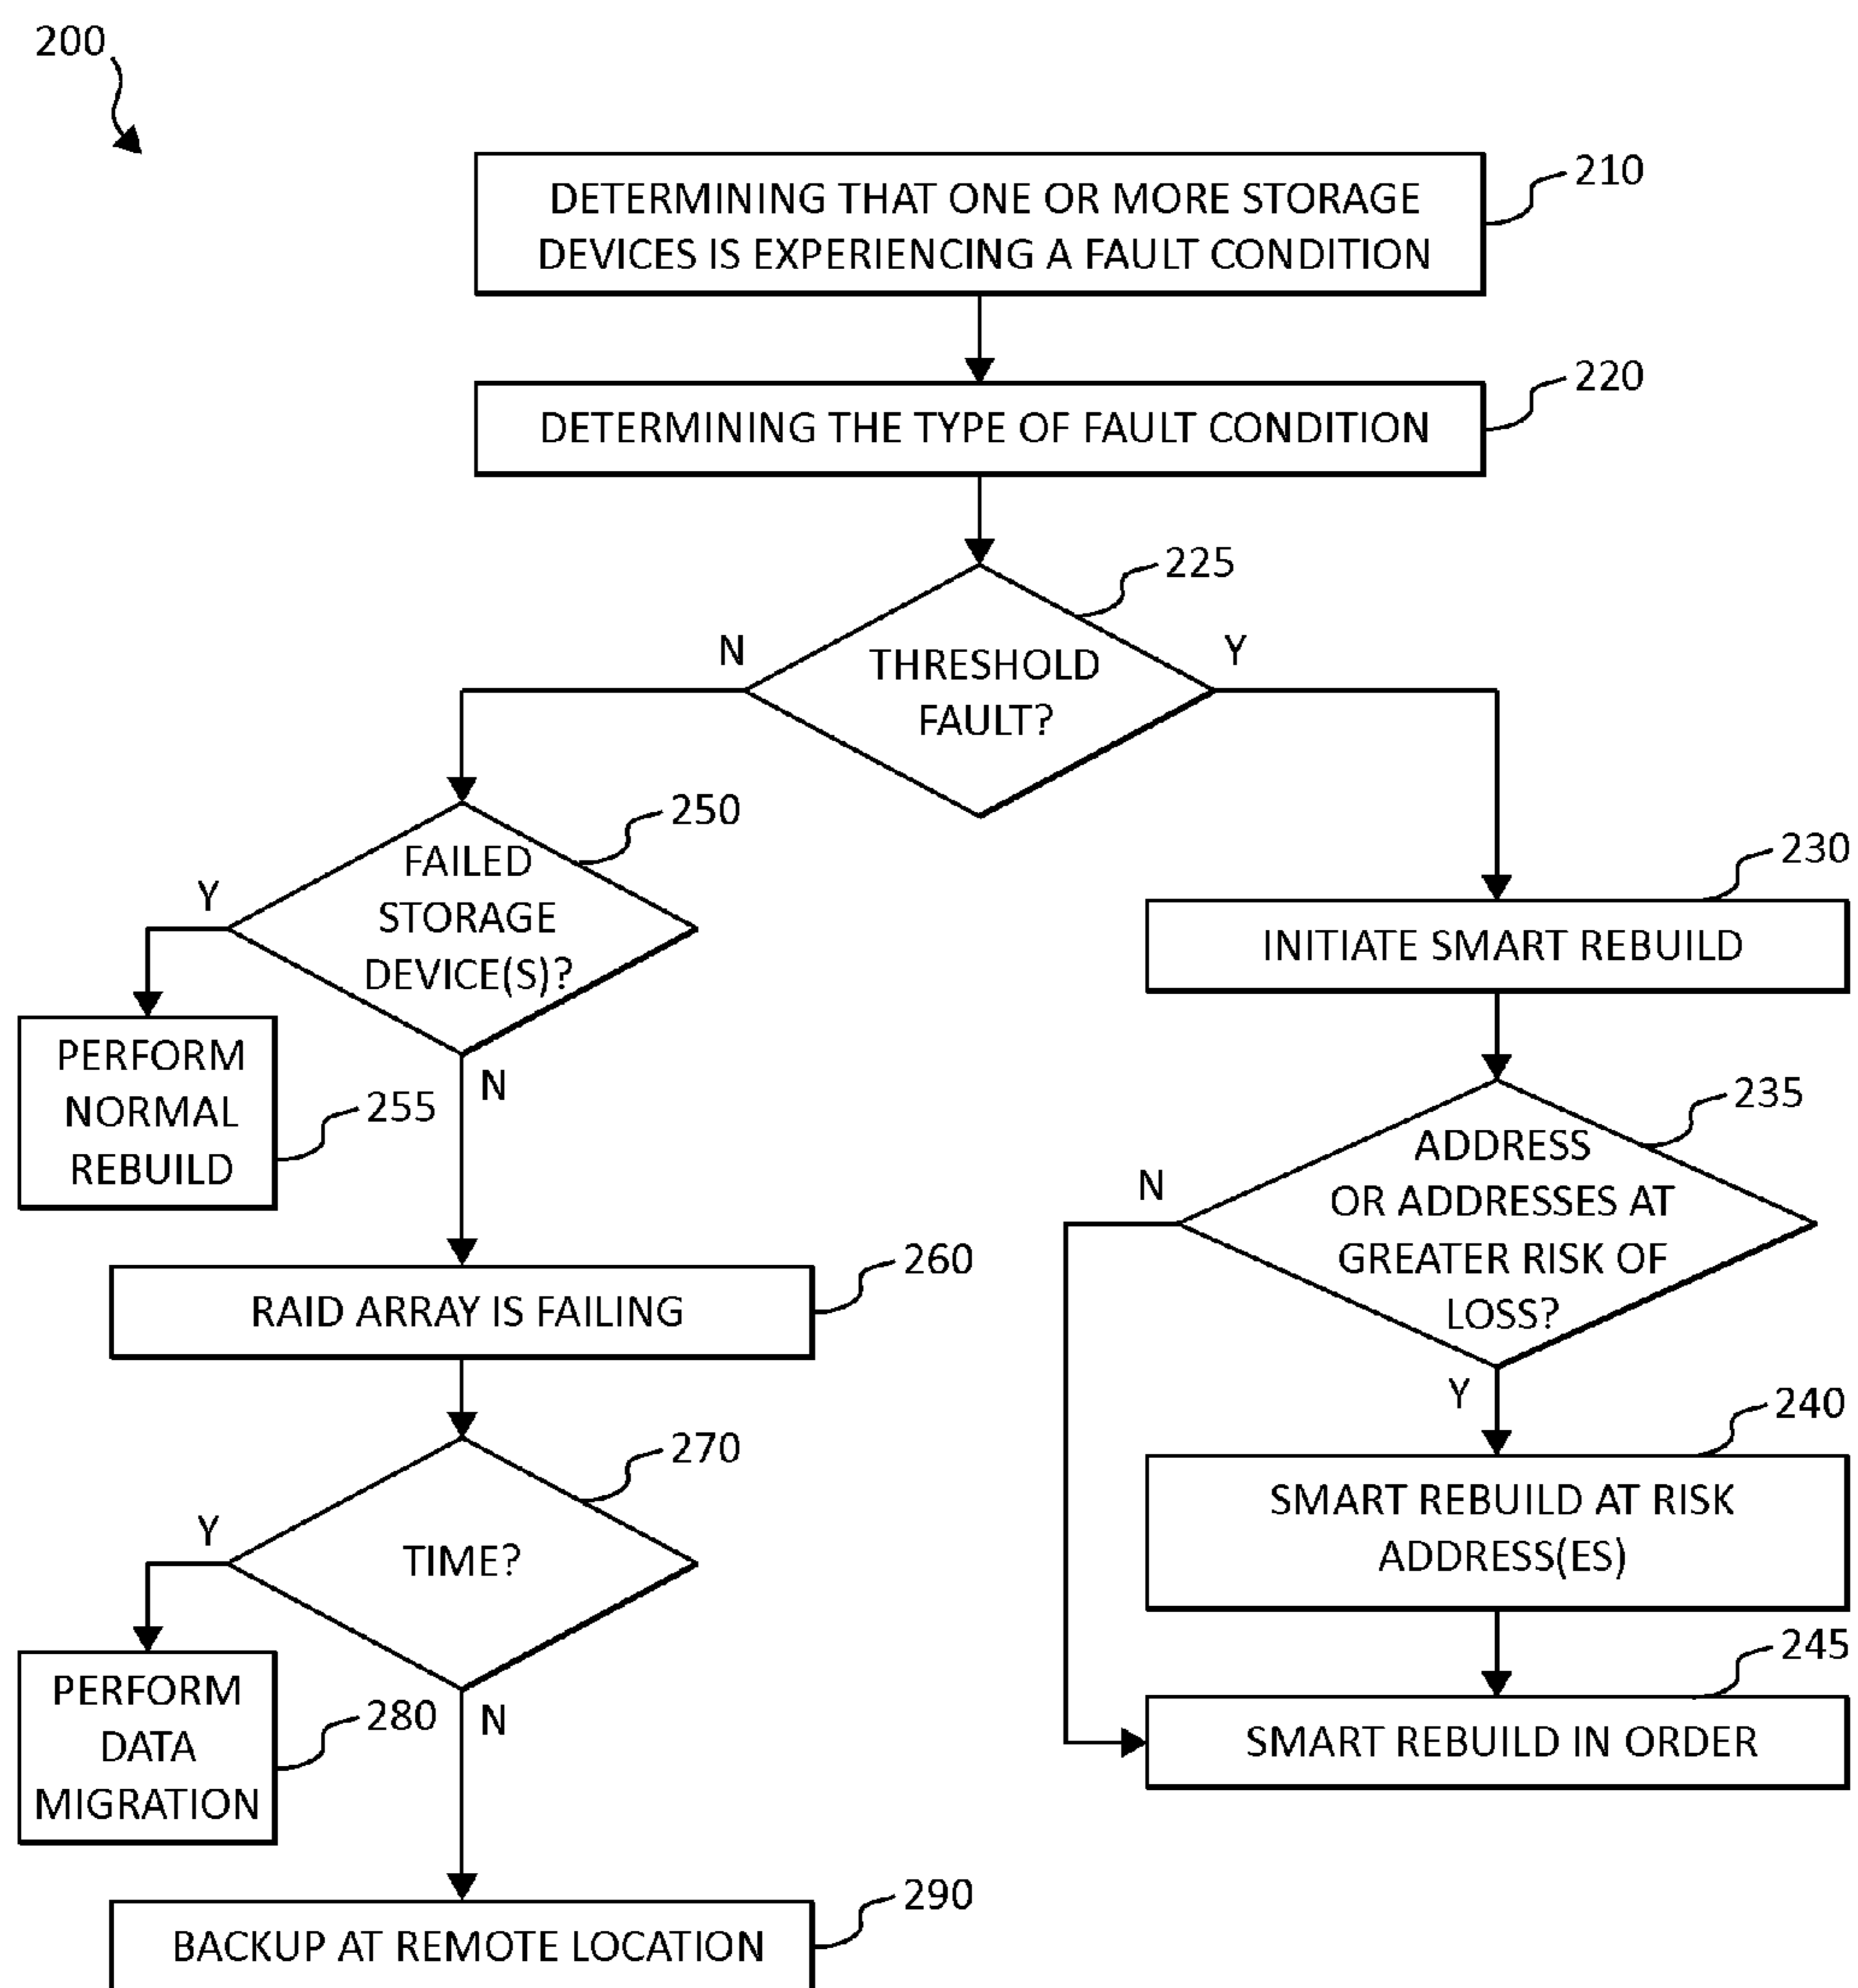 200
DETERMINING THAT ONE OR MORE STORAGE
DEVICES IS EXPERIENCING A FAULT CONDITION
210
DETERMINING THE TYPE OF FAULT CONDITION
220
THRESHOLD
FAULT?
225
N
Y
FAILED
STORAGE
DEVICE(S)?
250
Y
N
PERFORM
NORMAL
REBUILD
255
RAID ARRAY IS FAILING
260
TIME?
270
Y
N
PERFORM
DATA
MIGRATION
280
BACKUP AT REMOTE LOCATION
290
INITIATE SMART REBUILD
230
ADDRESS
OR ADDRESSES AT
GREATER RISK OF
LOSS?
235
N
Y
SMART REBUILD AT RISK
ADDRESS(ES)
240
SMART REBUILD IN ORDER
245